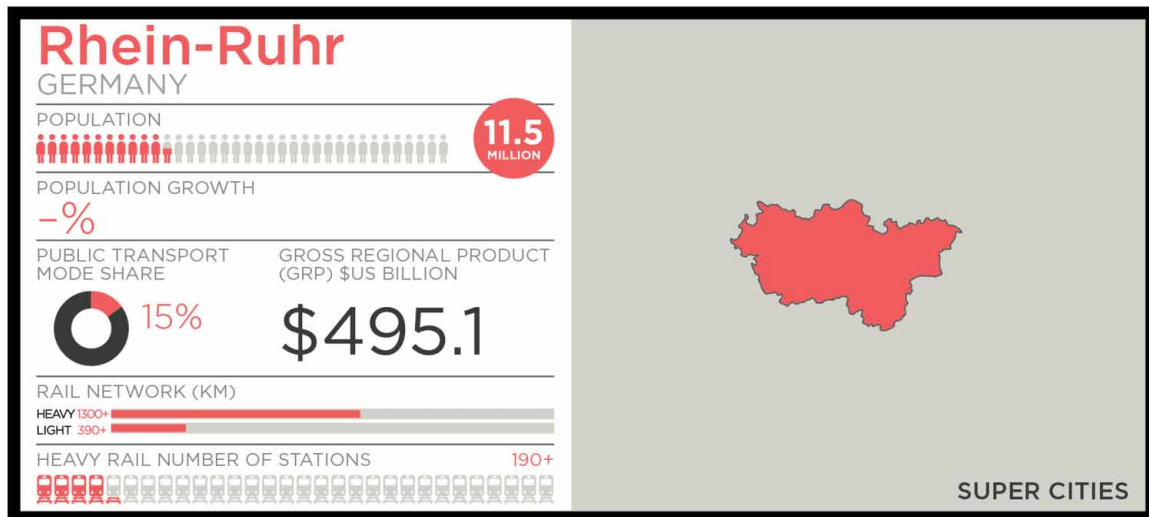 Rhein-Ruhr
GERMANY
POPULATION
11.5
MILLION
POPULATION GROWTH
–%
PUBLIC TRANSPORT
MODE SHARE
15%
GROSS REGIONAL PRODUCT
(GRP) $US BILLION
$495.1
RAIL NETWORK (KM)
HEAVY 1300+
LIGHT 390+
HEAVY RAIL NUMBER OF STATIONS 190+
SUPER CITIES